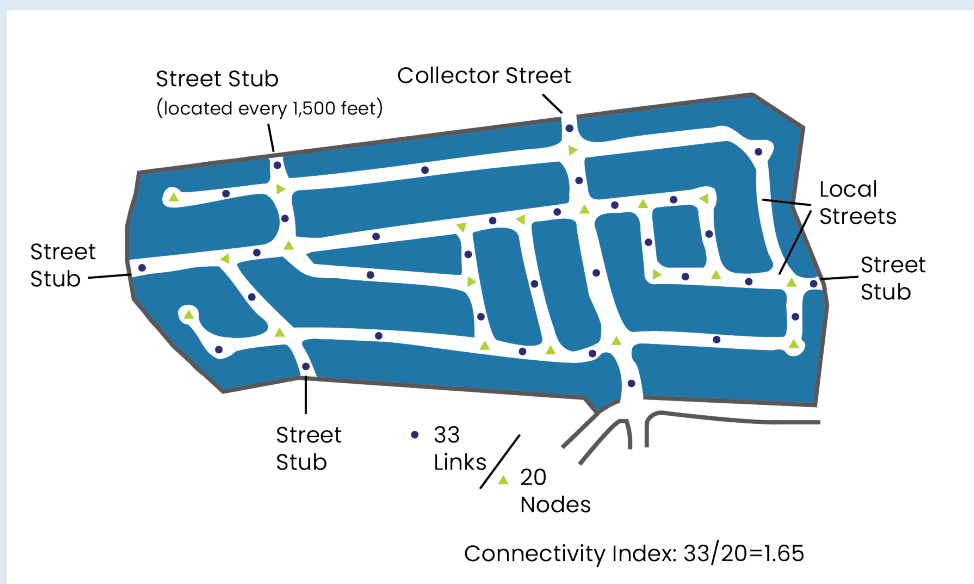 Street Stub
(located every 1,500 feet)
Collector Street
Local
Streets
Street
Stub
Street
Stub
Street
Stub
33
Links
20
Nodes
Connectivity Index: 33/20=1.65